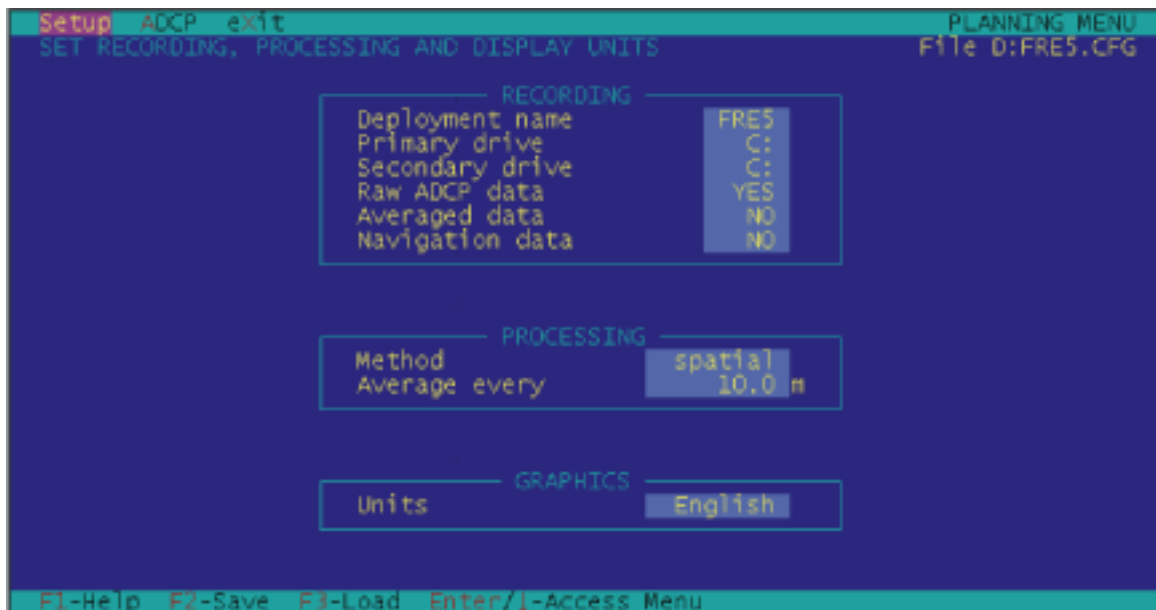 Setup ADCP eXit PLANNING MENU
SET RECORDING, PROCESSING AND DISPLAY UNITS File D:FRE5.CFG
RECORDING
Deployment name FRE5
Primary drive C:
Secondary drive C:
Raw ADCP data YES
Averaged data NO
Navigation data NO
PROCESSING
Method spatial
Average every 10.0 m
GRAPHICS
Units English
F1-Help F2-Save F3-Load Enter/↓-Access Menu